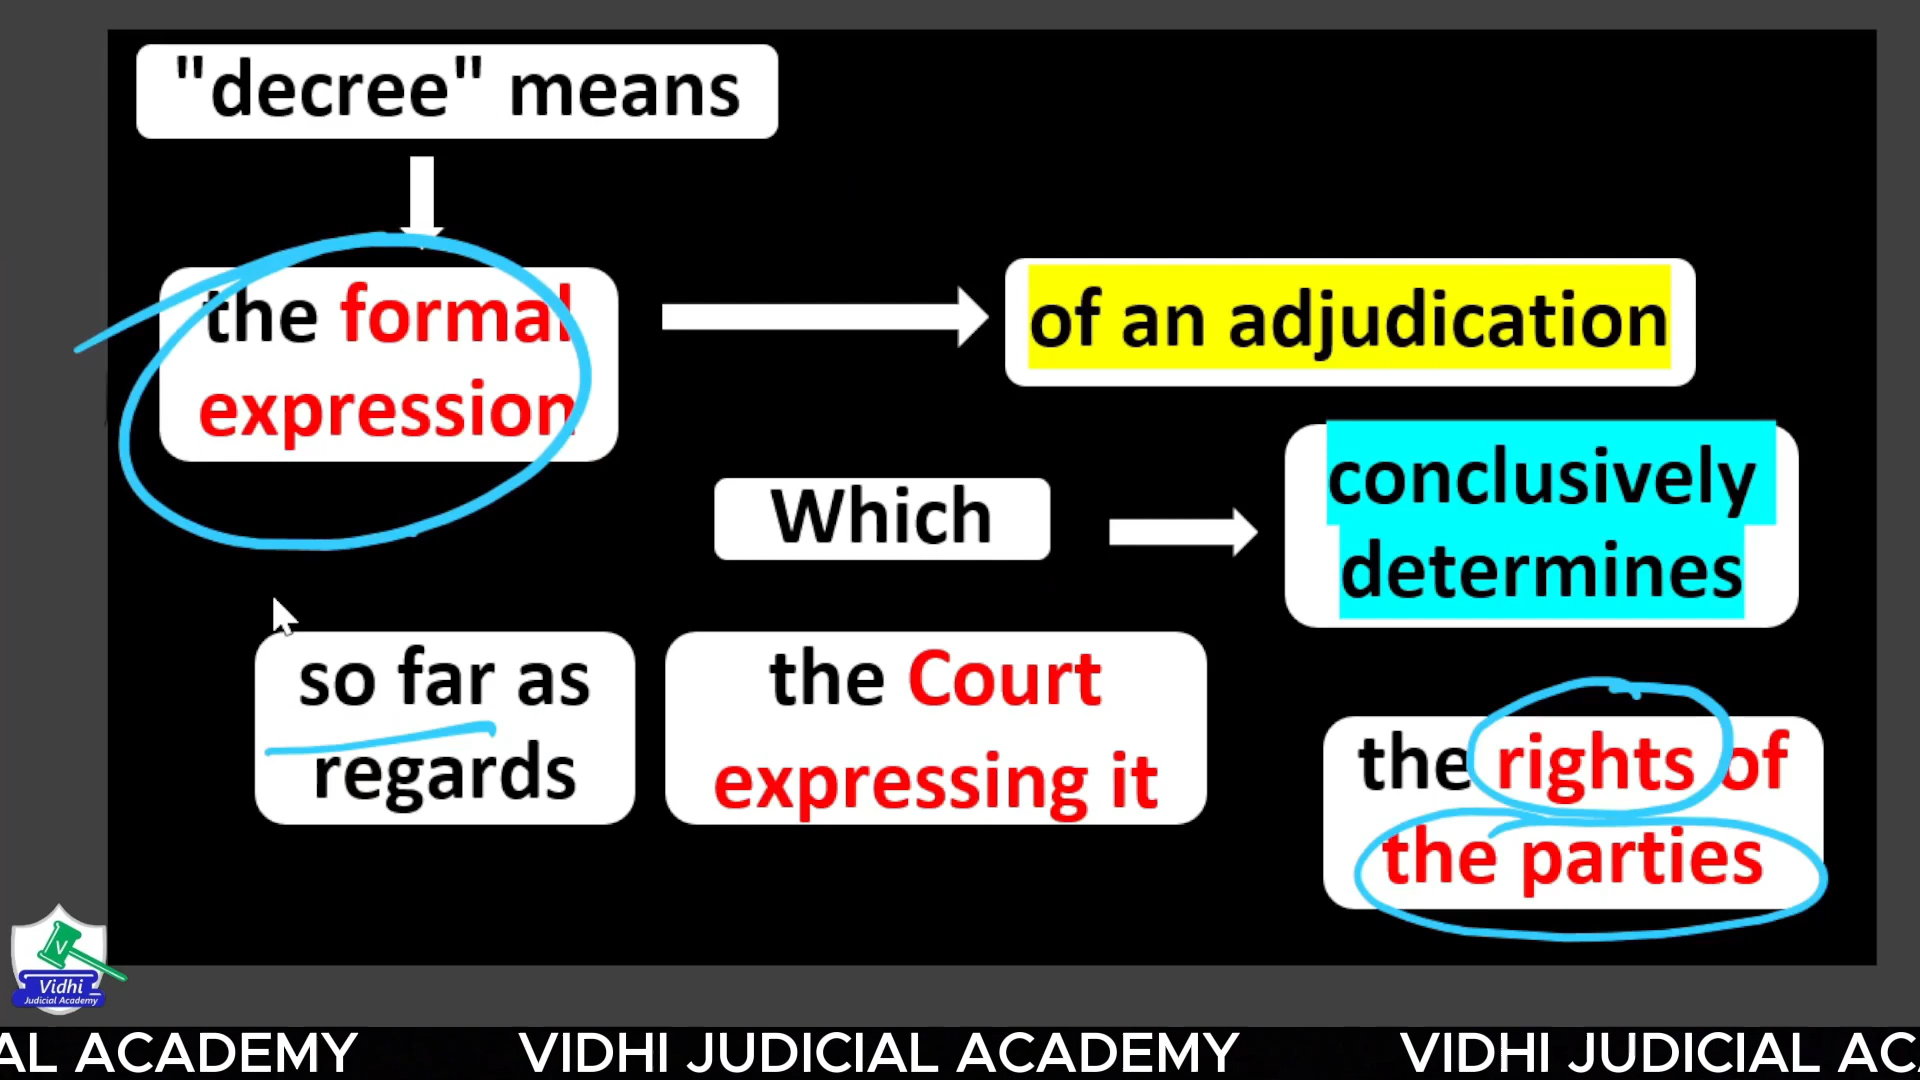 "decree" means
the formal
expression
of an adjudication
Which
conclusively
determines
so far as
regards
the Court
expressing it
the rights of
the parties
V
Vidhi
Judicial Academy
AL ACADEMY VIDHI JUDICIAL ACADEMY VIDHI JUDICIAL AC